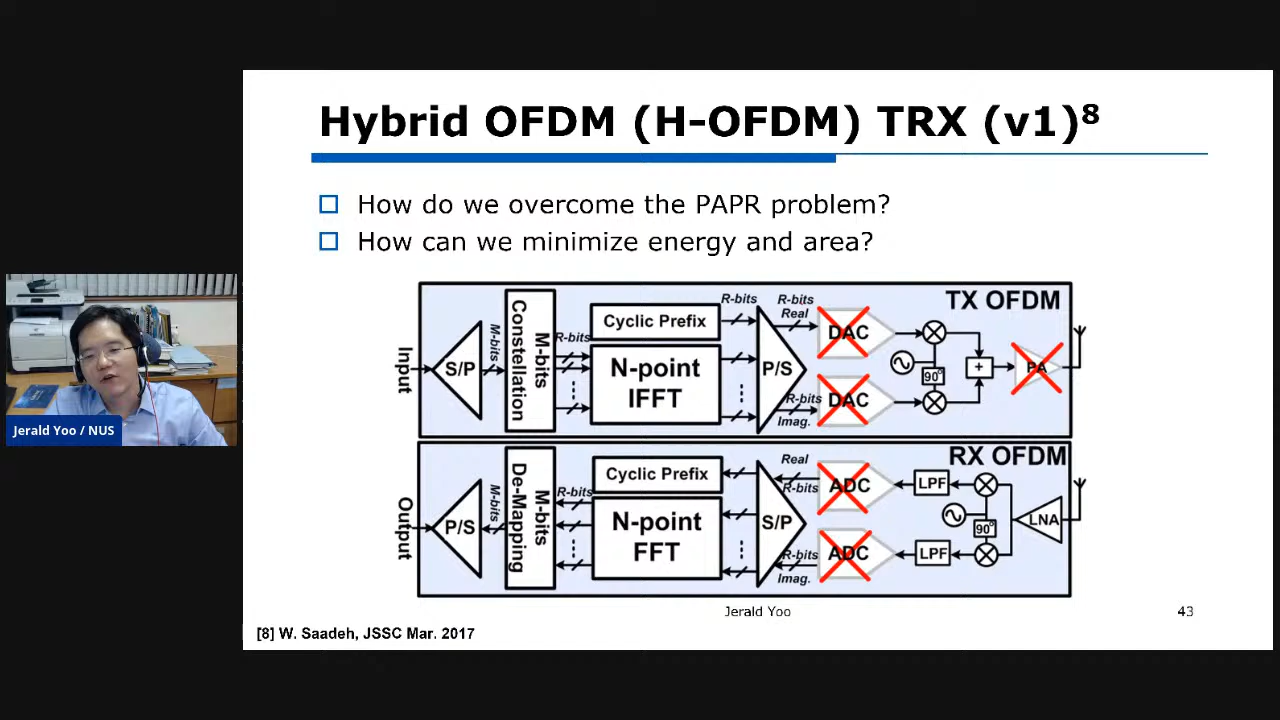 Hybrid OFDM (H-OFDM) TRX (v1)⁸
How do we overcome the PAPR problem?
How can we minimize energy and area?
TX OFDM
Input
S/P
M-bits
M-bits
Constellation
R-bits
Cyclic Prefix
N-point
IFFT
R-bits
P/S
R-bits
Real
R-bits
Imag.
DAC
DAC
90°
+
PA
RX OFDM
Output
P/S
M-bits
M-bits
De-Mapping
R-bits
Cyclic Prefix
N-point
FFT
S/P
Real
R-bits
R-bits
Imag.
ADC
ADC
LPF
LPF
90°
LNA
Jerald Yoo
43
[8] W. Saadeh, JSSC Mar. 2017
Jerald Yoo / NUS